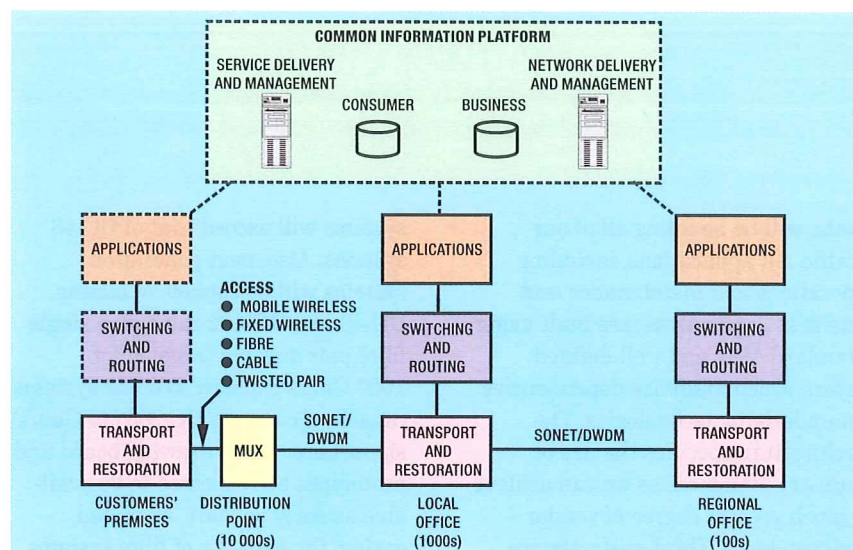 COMMON INFORMATION PLATFORM
SERVICE DELIVERY
AND MANAGEMENT
NETWORK DELIVERY
AND MANAGEMENT
CONSUMER
BUSINESS
APPLICATIONS
APPLICATIONS
APPLICATIONS
ACCESS
● MOBILE WIRELESS
● FIXED WIRELESS
● FIBRE
● CABLE
● TWISTED PAIR
SWITCHING
AND
ROUTING
SWITCHING
AND
ROUTING
SWITCHING
AND
ROUTING
SONET/
DWDM
SONET/DWDM
TRANSPORT
AND
RESTORATION
MUX
TRANSPORT
AND
RESTORATION
TRANSPORT
AND
RESTORATION
CUSTOMERS'
PREMISES
DISTRIBUTION
POINT
(10 000s)
LOCAL
OFFICE
(1000s)
REGIONAL
OFFICE
(100s)